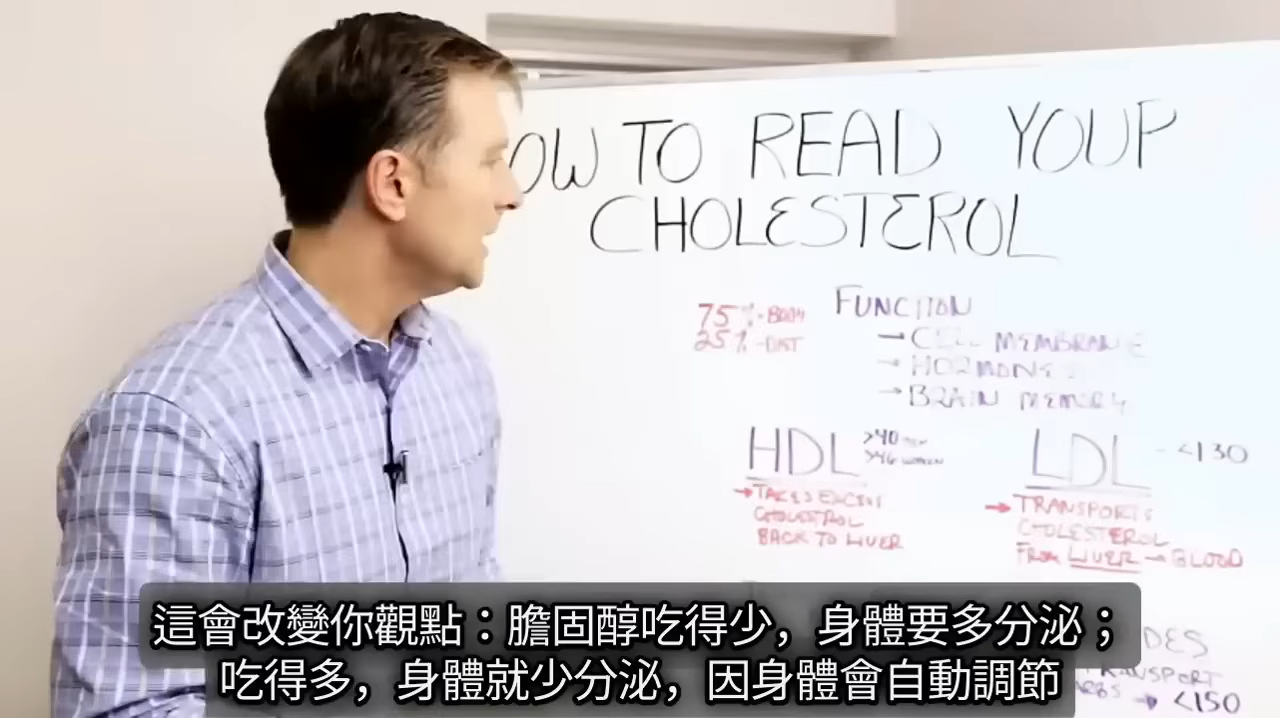 OW TO READ YOUR
CHOLESTEROL
75% - BODY
25% - DIET
FUNCTION
→ CELL MEMBRANE
→ HORMONES
→ BRAIN MEMORY
HDL >40 MEN
>46 WOMEN
→ TAKES EXCESS
CHOLESTROL
BACK TO LIVER
LDL - <130
→ TRANSPORTS
CHOLESTEROL
FROM LIVER → BLOOD
這會改變你觀點：膽固醇吃得少，身體要多分泌；
吃得多，身體就少分泌，因身體會自動調節
<150